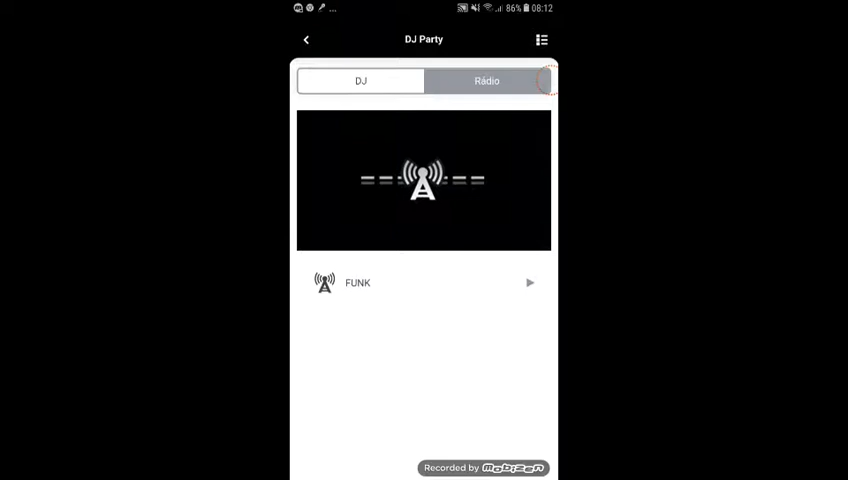 ... 86% 08:12
DJ Party
DJ Rádio
FUNK
Recorded by mobizen